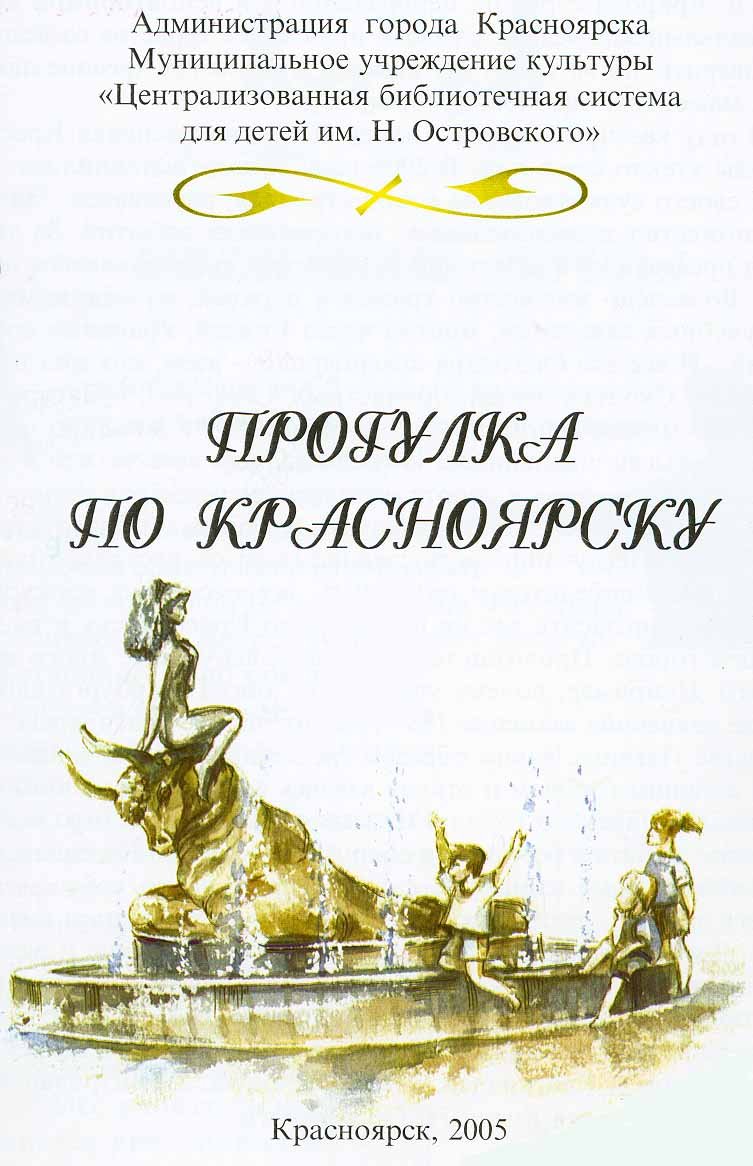 Администрация города Красноярска
Муниципальное учреждение культуры
«Централизованная библиотечная система
для детей им. Н. Островского»
ПРОГУЛКА
ПО КРАСНОЯРСКУ
Красноярск, 2005